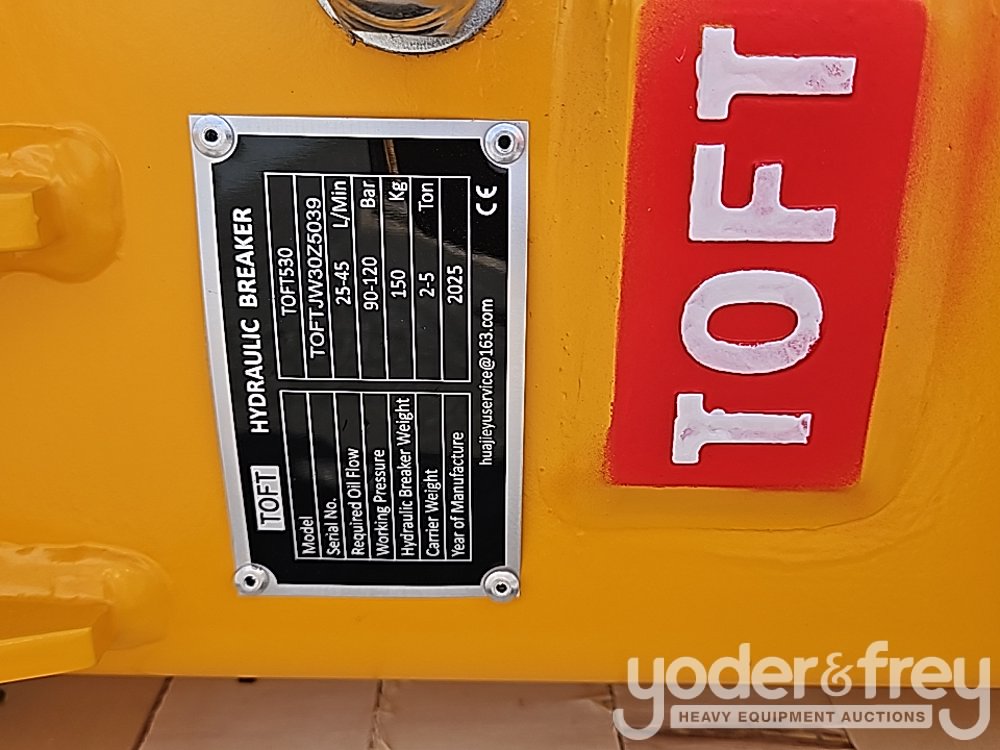 TOFT HYDRAULIC BREAKER
Model TOFT530
Serial No. TOFTJW30Z5039
Required Oil Flow 25-45 L/Min
Working Pressure 90-120 Bar
Hydraulic Breaker Weight 150 Kg
Carrier Weight 2-5 Ton
Year of Manufacture 2025
huajieyuservice@163.com CE
TOFT
yoder&frey
HEAVY EQUIPMENT AUCTIONS